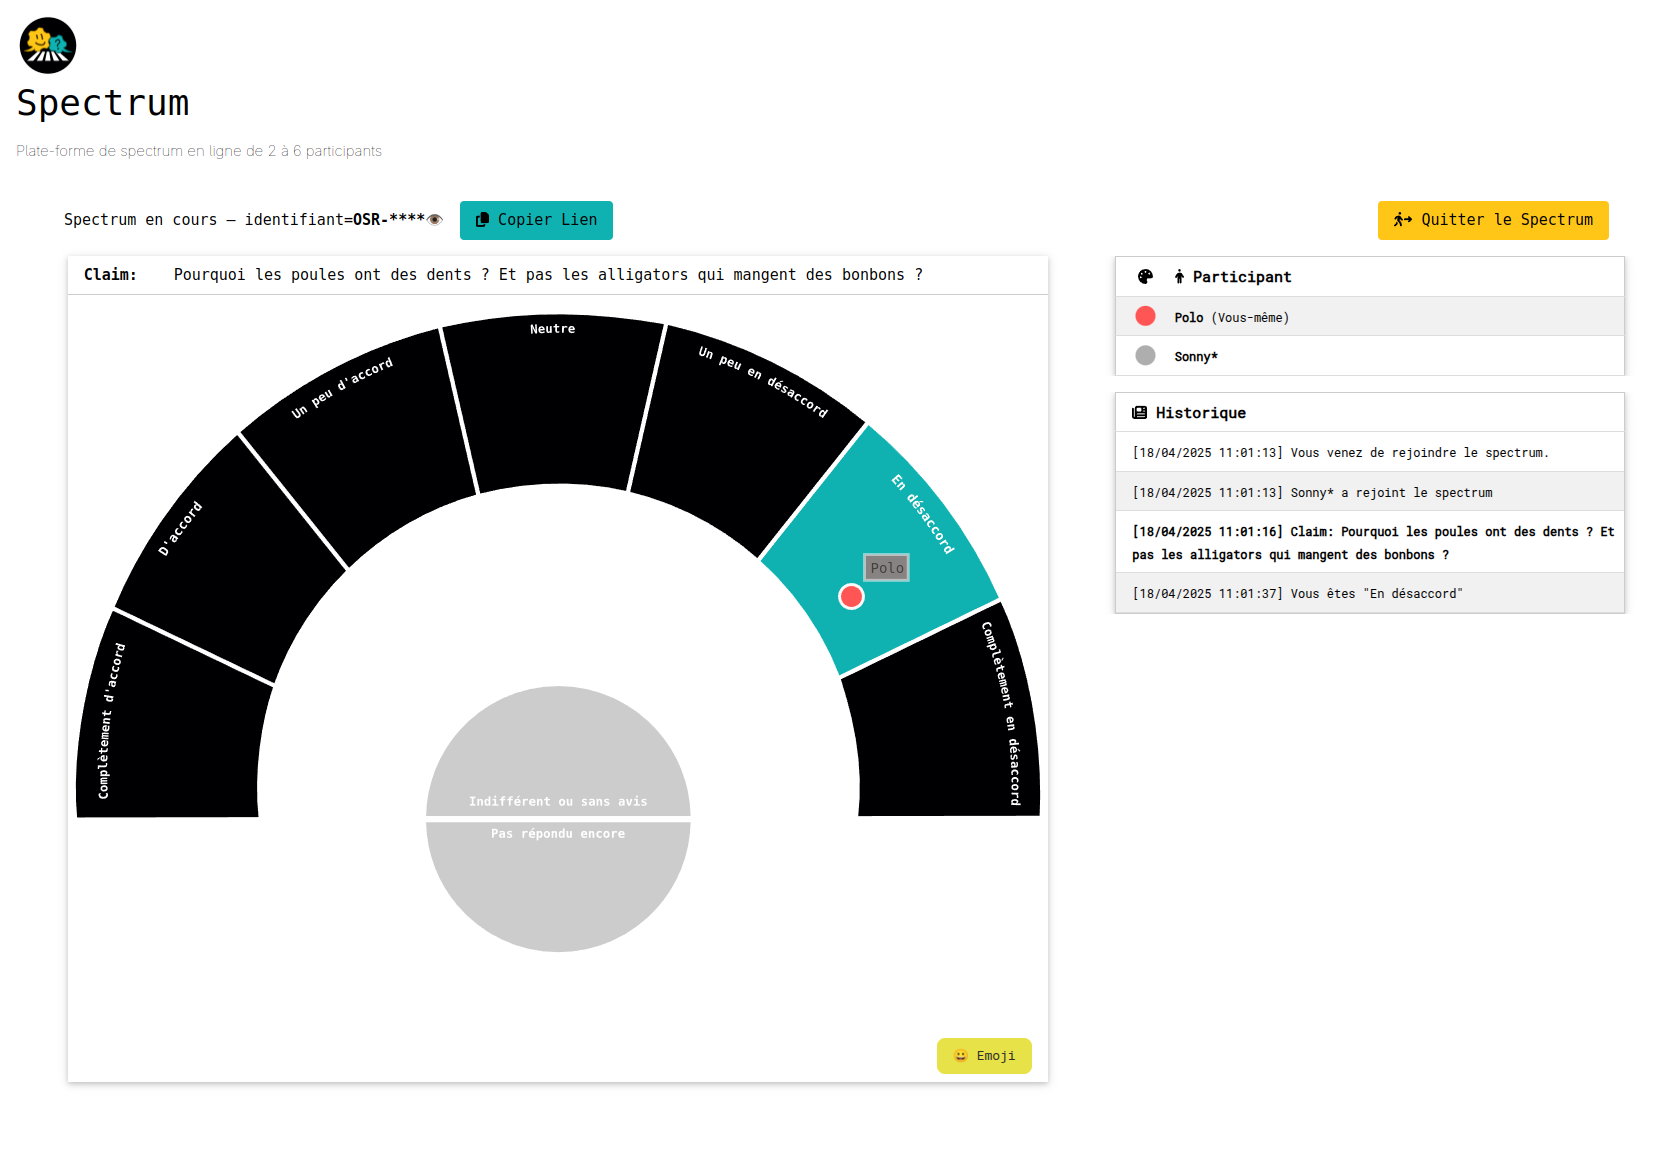 Spectrum
Plate-forme de spectrum en ligne de 2 à 6 participants
Spectrum en cours – identifiant=OSR-****👁
Copier Lien
Quitter le Spectrum
Claim: Pourquoi les poules ont des dents ? Et pas les alligators qui mangent des bonbons ?
Complètement d'accord
D'accord
Un peu d'accord
Neutre
Un peu en désaccord
En désaccord
Complètement en désaccord
Polo
Indifférent ou sans avis
Pas répondu encore
😀 Emoji
Participant
Polo (Vous-même)
Sonny*
Historique
[18/04/2025 11:01:13] Vous venez de rejoindre le spectrum.
[18/04/2025 11:01:13] Sonny* a rejoint le spectrum
[18/04/2025 11:01:16] Claim: Pourquoi les poules ont des dents ? Et
pas les alligators qui mangent des bonbons ?
[18/04/2025 11:01:37] Vous êtes "En désaccord"